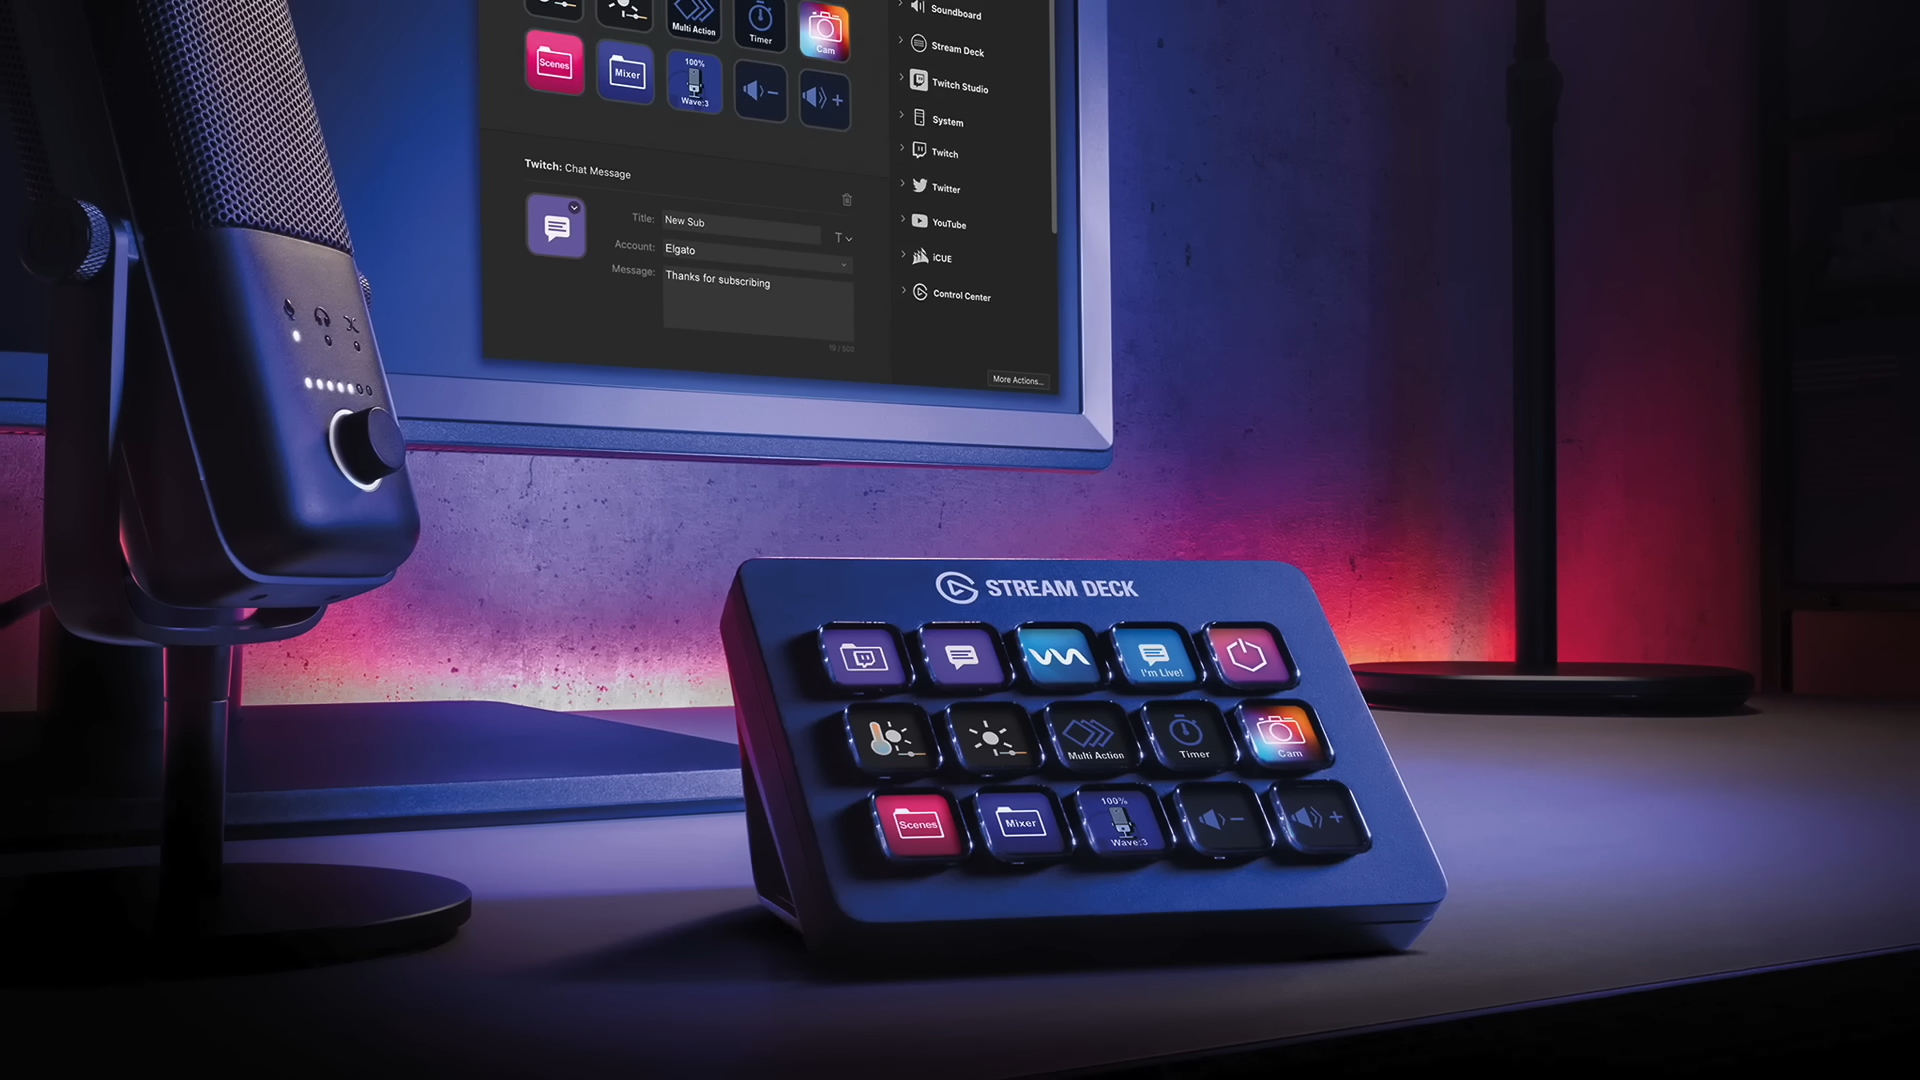 Multi Action
Timer
Cam
Scenes
Mixer
100%
Wave:3
Soundboard
Stream Deck
Twitch Studio
System
Twitch
Twitter
YouTube
iCUE
Control Center
More Actions...
Twitch: Chat Message
Title: New Sub
T
Account: Elgato
Message: Thanks for subscribing
19 / 500
STREAM DECK
I'm Live!
Multi Action
Timer
Cam
Scenes
Mixer
100%
Wave:3